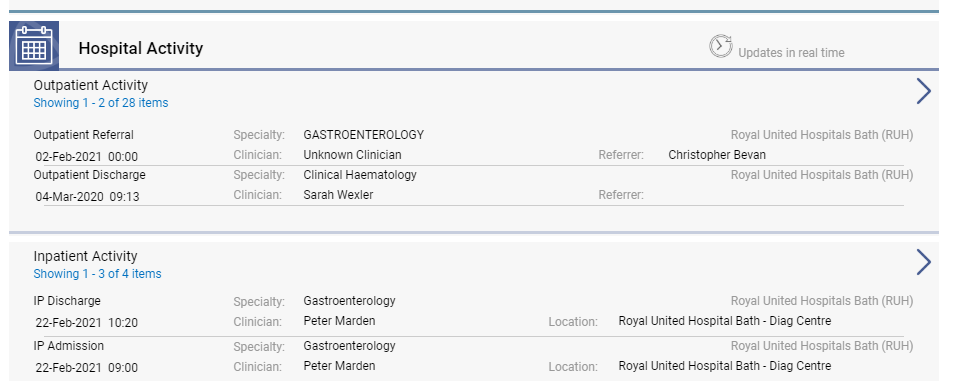 Hospital Activity
Updates in real time
Outpatient Activity
Showing 1 - 2 of 28 items
Outpatient Referral Specialty: GASTROENTEROLOGY Royal United Hospitals Bath (RUH)
02-Feb-2021 00:00 Clinician: Unknown Clinician Referrer: Christopher Bevan
Outpatient Discharge Specialty: Clinical Haematology Royal United Hospitals Bath (RUH)
04-Mar-2020 09:13 Clinician: Sarah Wexler Referrer:
Inpatient Activity
Showing 1 - 3 of 4 items
IP Discharge Specialty: Gastroenterology Royal United Hospitals Bath (RUH)
22-Feb-2021 10:20 Clinician: Peter Marden Location: Royal United Hospital Bath - Diag Centre
IP Admission Specialty: Gastroenterology Royal United Hospitals Bath (RUH)
22-Feb-2021 09:00 Clinician: Peter Marden Location: Royal United Hospital Bath - Diag Centre